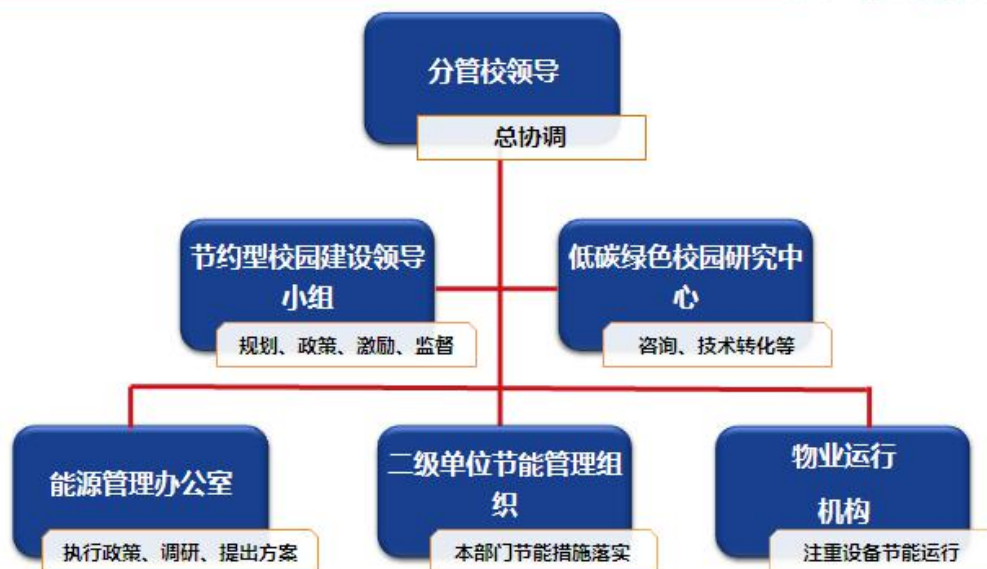 分管校领导
总协调
节约型校园建设领导
小组
规划、政策、激励、监督
低碳绿色校园研究中
心
咨询、技术转化等
能源管理办公室
执行政策、调研、提出方案
二级单位节能管理组
织
本部门节能措施落实
物业运行
机构
注重设备节能运行